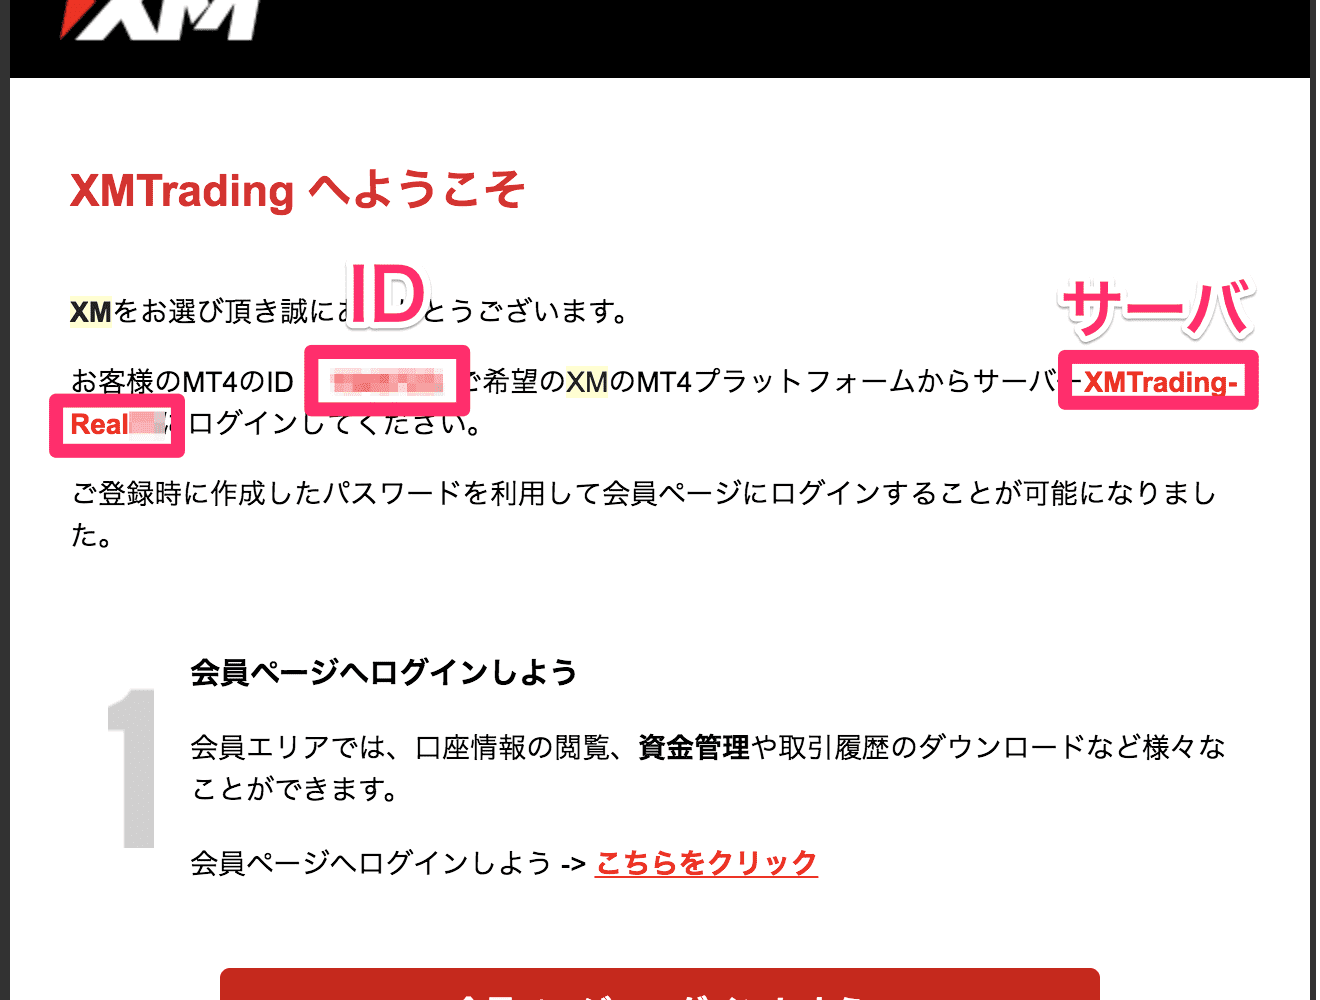 XM
XMTrading へようこそ
ID
サーバ
XMをお選び頂き誠にあ とうございます。
お客様のMT4のID ご希望のXMのMT4プラットフォームからサーバー XMTrading-
Real にログインしてください。
ご登録時に作成したパスワードを利用して会員ページにログインすることが可能になりまし
た。
1
会員ページへログインしよう
会員エリアでは、口座情報の閲覧、資金管理や取引履歴のダウンロードなど様々な
ことができます。
会員ページへログインしよう -> こちらをクリック